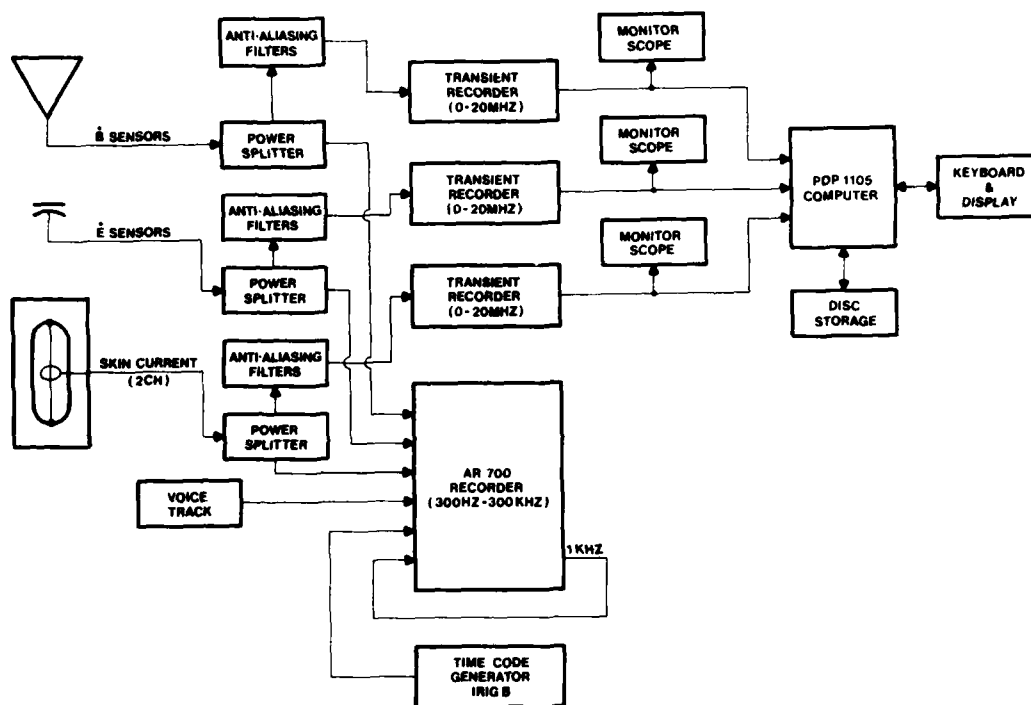 ANTI-ALIASING
FILTERS
MONITOR
SCOPE
TRANSIENT
RECORDER
(0-20MHZ)
Ḃ SENSORS
POWER
SPLITTER
MONITOR
SCOPE
PDP 1105
COMPUTER
KEYBOARD
&
DISPLAY
ANTI-ALIASING
FILTERS
TRANSIENT
RECORDER
(0-20MHZ)
Ė SENSORS
POWER
SPLITTER
MONITOR
SCOPE
TRANSIENT
RECORDER
(0-20MHZ)
DISC
STORAGE
SKIN CURRENT
(2CH)
ANTI-ALIASING
FILTERS
POWER
SPLITTER
AR 700
RECORDER
(300HZ-300KHZ)
VOICE
TRACK
1 KHZ
TIME CODE
GENERATOR
IRIG B